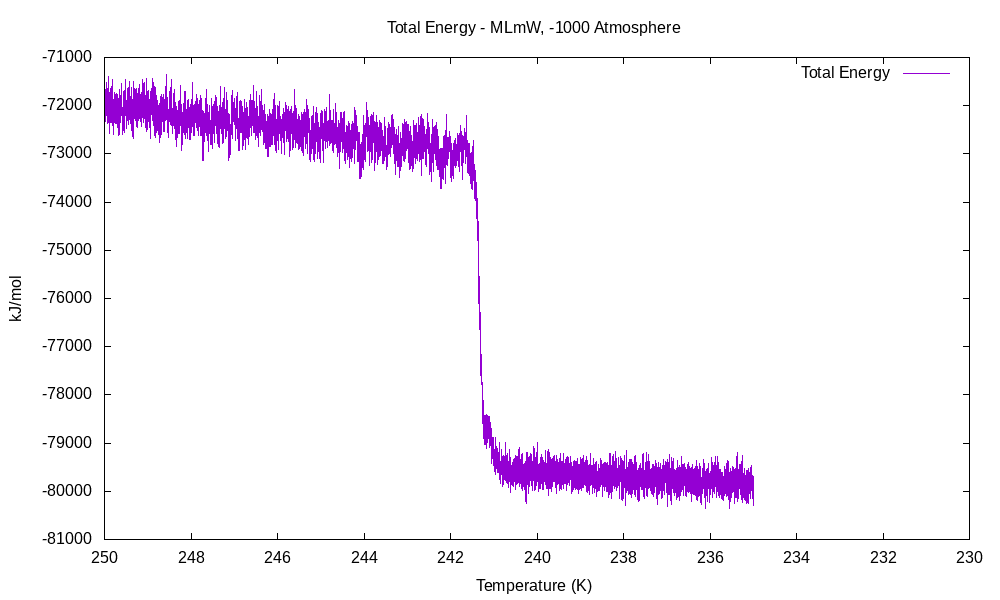 Total Energy - MLmW, -1000 Atmosphere
-71000
Total Energy
-72000
-73000
-74000
-75000
-76000
-77000
-78000
-79000
-80000
-81000
kJ/mol
250 248 246 244 242 240 238 236 234 232 230
Temperature (K)